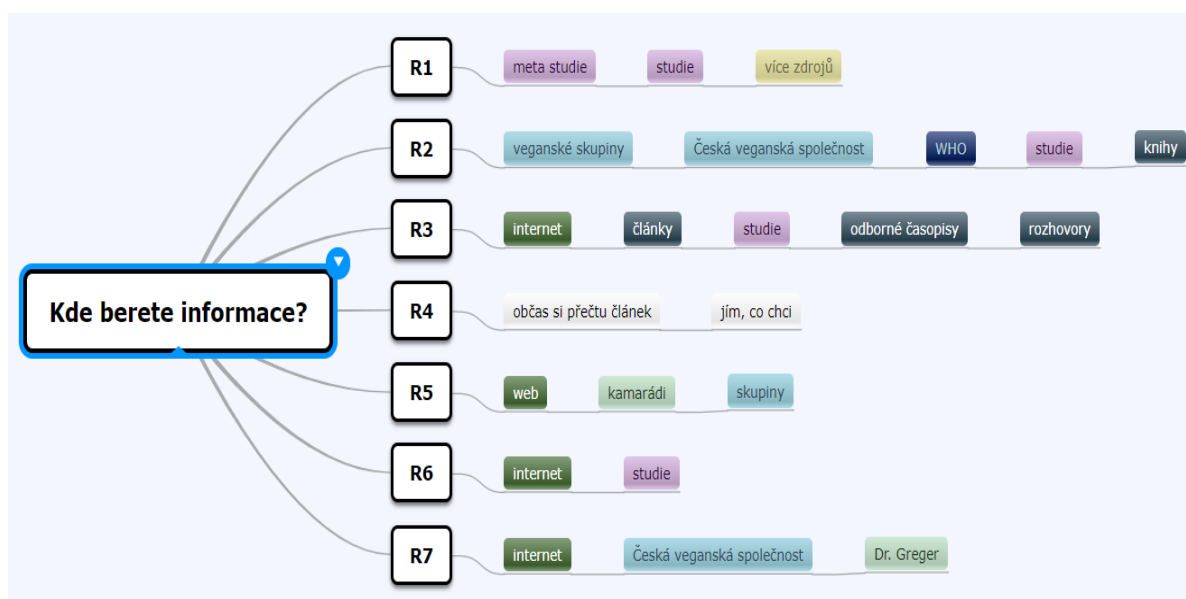 Kde berete informace?
R1 meta studie studie více zdrojů
R2 veganské skupiny Česká veganská společnost WHO studie knihy
R3 internet články studie odborné časopisy rozhovory
R4 občas si přečtu článek jím, co chci
R5 web kamarádi skupiny
R6 internet studie
R7 internet Česká veganská společnost Dr. Greger